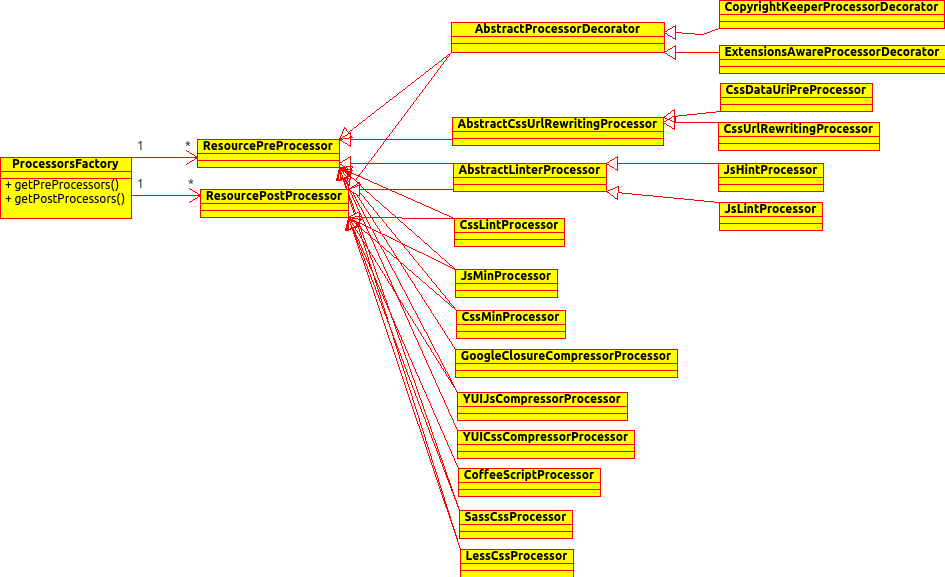 CopyrightKeeperProcessorDecorator
AbstractProcessorDecorator
ExtensionsAwareProcessorDecorator
CssDataUriPreProcessor
AbstractCssUrlRewritingProcessor
CssUrlRewritingProcessor
1 * ResourcePreProcessor
ProcessorsFactory
AbstractLinterProcessor
JsHintProcessor
+ getPreProcessors()
+ getPostProcessors()
1 * ResourcePostProcessor
JsLintProcessor
CssLintProcessor
JsMinProcessor
CssMinProcessor
GoogleClosureCompressorProcessor
YUIJsCompressorProcessor
YUICssCompressorProcessor
CoffeeScriptProcessor
SassCssProcessor
LessCssProcessor